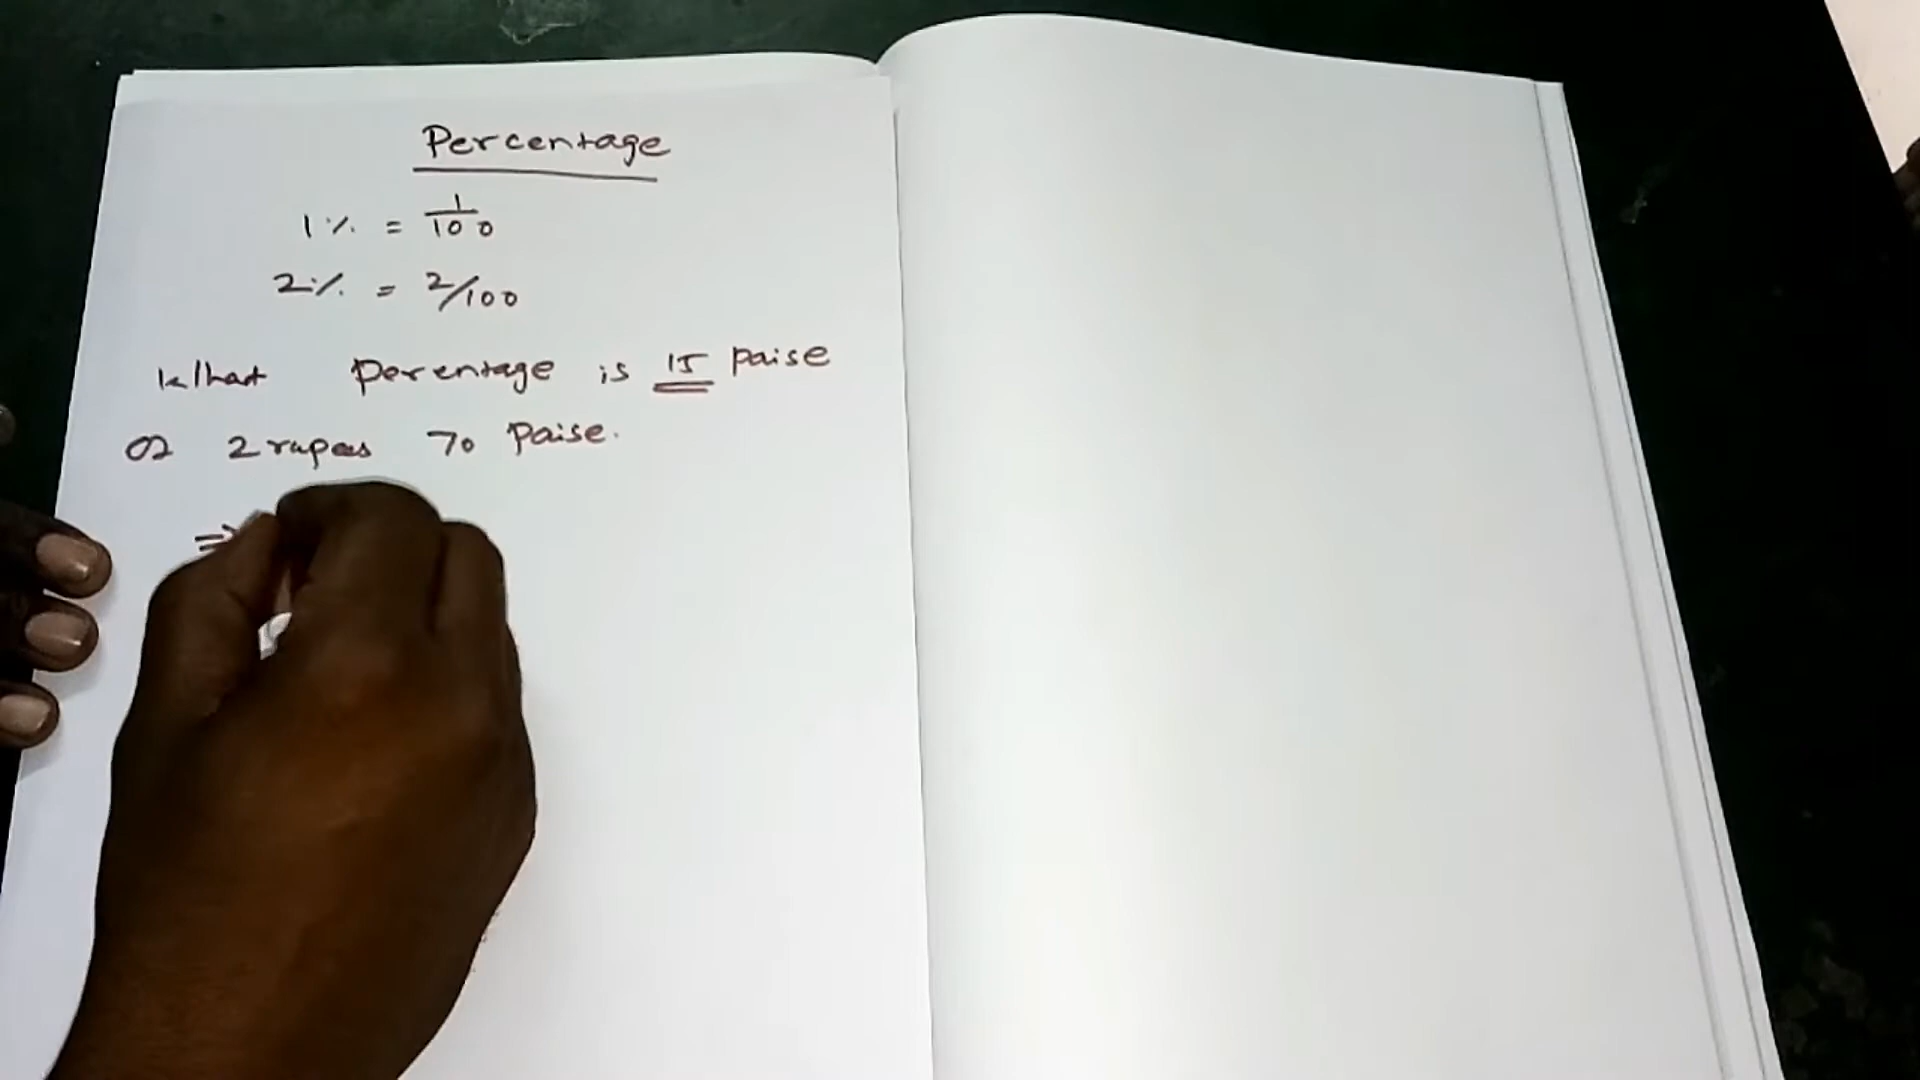 Percentage
1% = 1/100
2% = 2/100
What Perentage is 15 paise
of 2 rupees 70 paise.
⇒